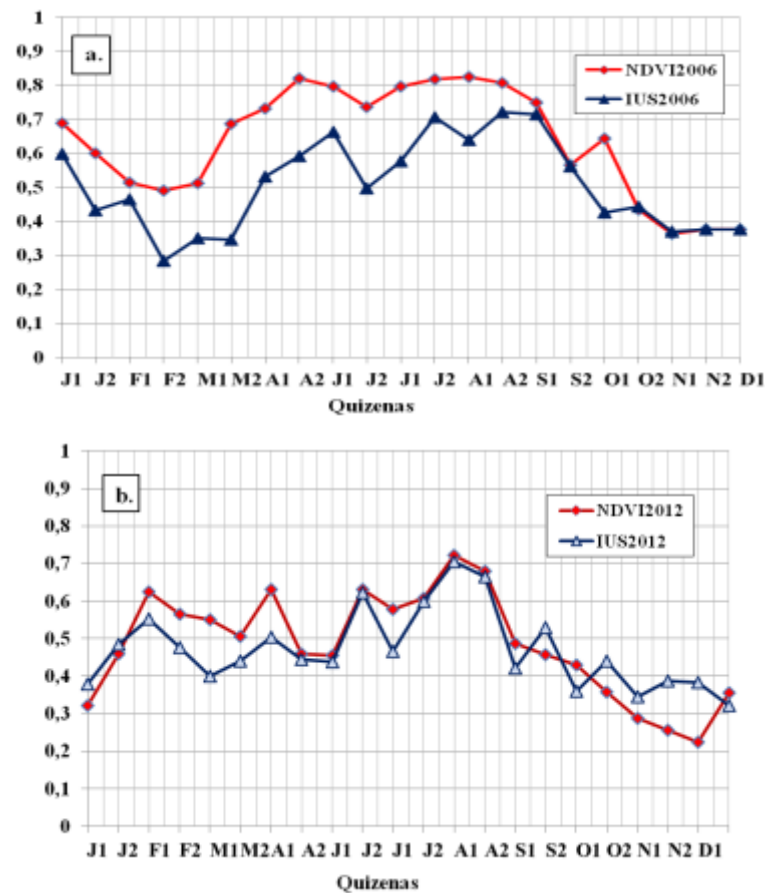 1
a.
0,9
NDVI2006
0,8
IUS2006
0,7
0,6
0,5
0,4
0,3
0,2
0,1
0
J1 J2 F1 F2 M1 M2 A1 A2 J1 J2 J1 J2 A1 A2 S1 S2 O1 O2 N1 N2 D1
Quizenas
1
0,9
b.
NDVI2012
0,8
IUS2012
0,7
0,6
0,5
0,4
0,3
0,2
0,1
0
J1 J2 F1 F2 M1 M2 A1 A2 J1 J2 J1 J2 A1 A2 S1 S2 O1 O2 N1 N2 D1
Quizenas